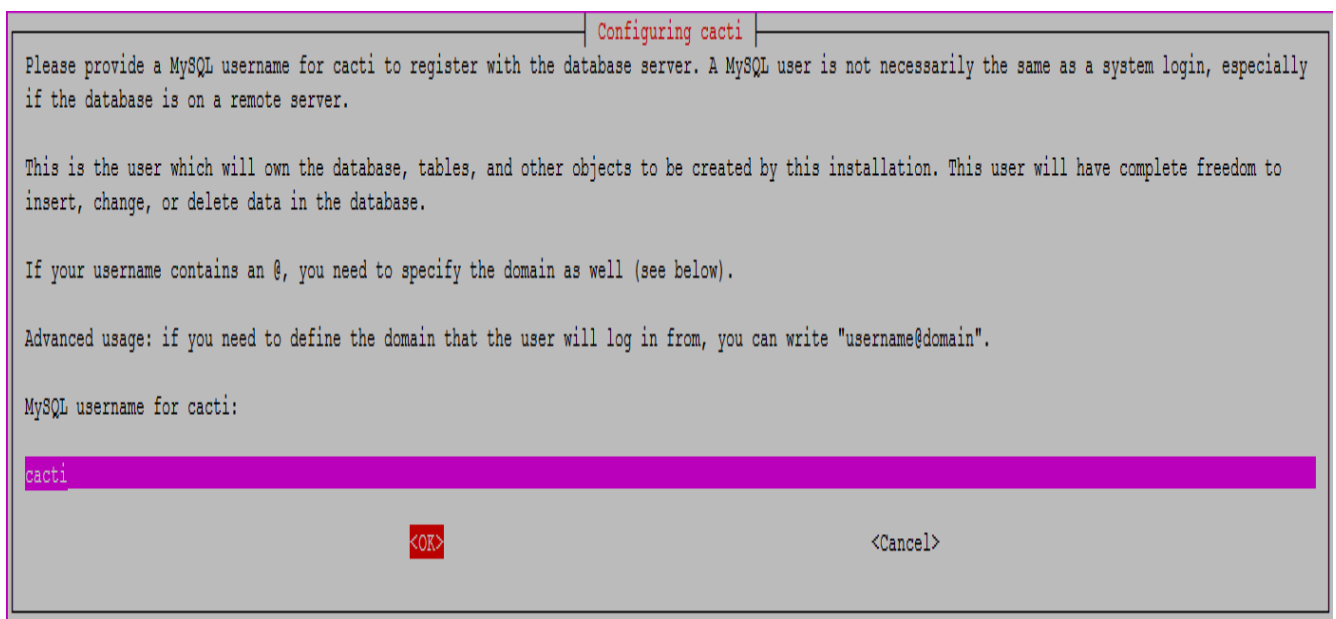 Configuring cacti
Please provide a MySQL username for cacti to register with the database server. A MySQL user is not necessarily the same as a system login, especially
if the database is on a remote server.
This is the user which will own the database, tables, and other objects to be created by this installation. This user will have complete freedom to
insert, change, or delete data in the database.
If your username contains an @, you need to specify the domain as well (see below).
Advanced usage: if you need to define the domain that the user will log in from, you can write "username@domain".
MySQL username for cacti:
cacti
<OK> <Cancel>